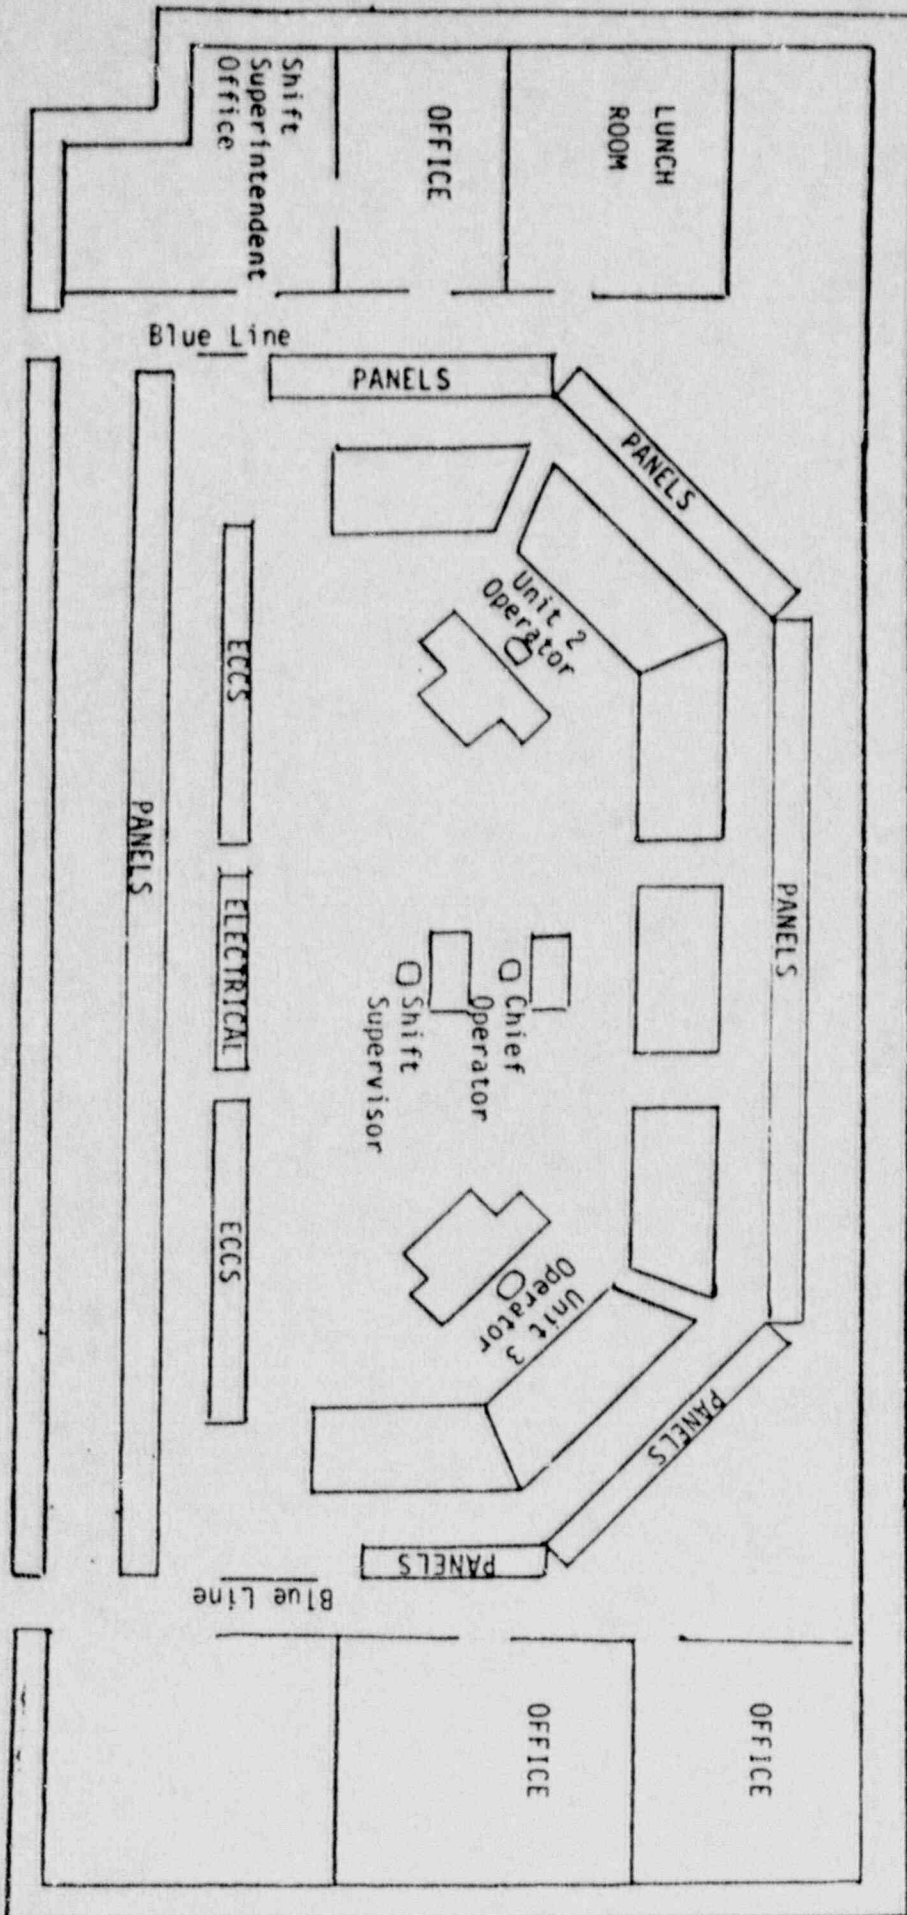 Shift
Superintendent
Office
OFFICE
LUNCH
ROOM
Blue Line
PANELS
PANELS
Unit 2
Operator
ECCS
PANELS
ELECTRICAL
PANELS
Chief
Operator
Shift
Supervisor
ECCS
Unit 3
Operator
PANELS
PANELS
Blue Line
OFFICE
OFFICE